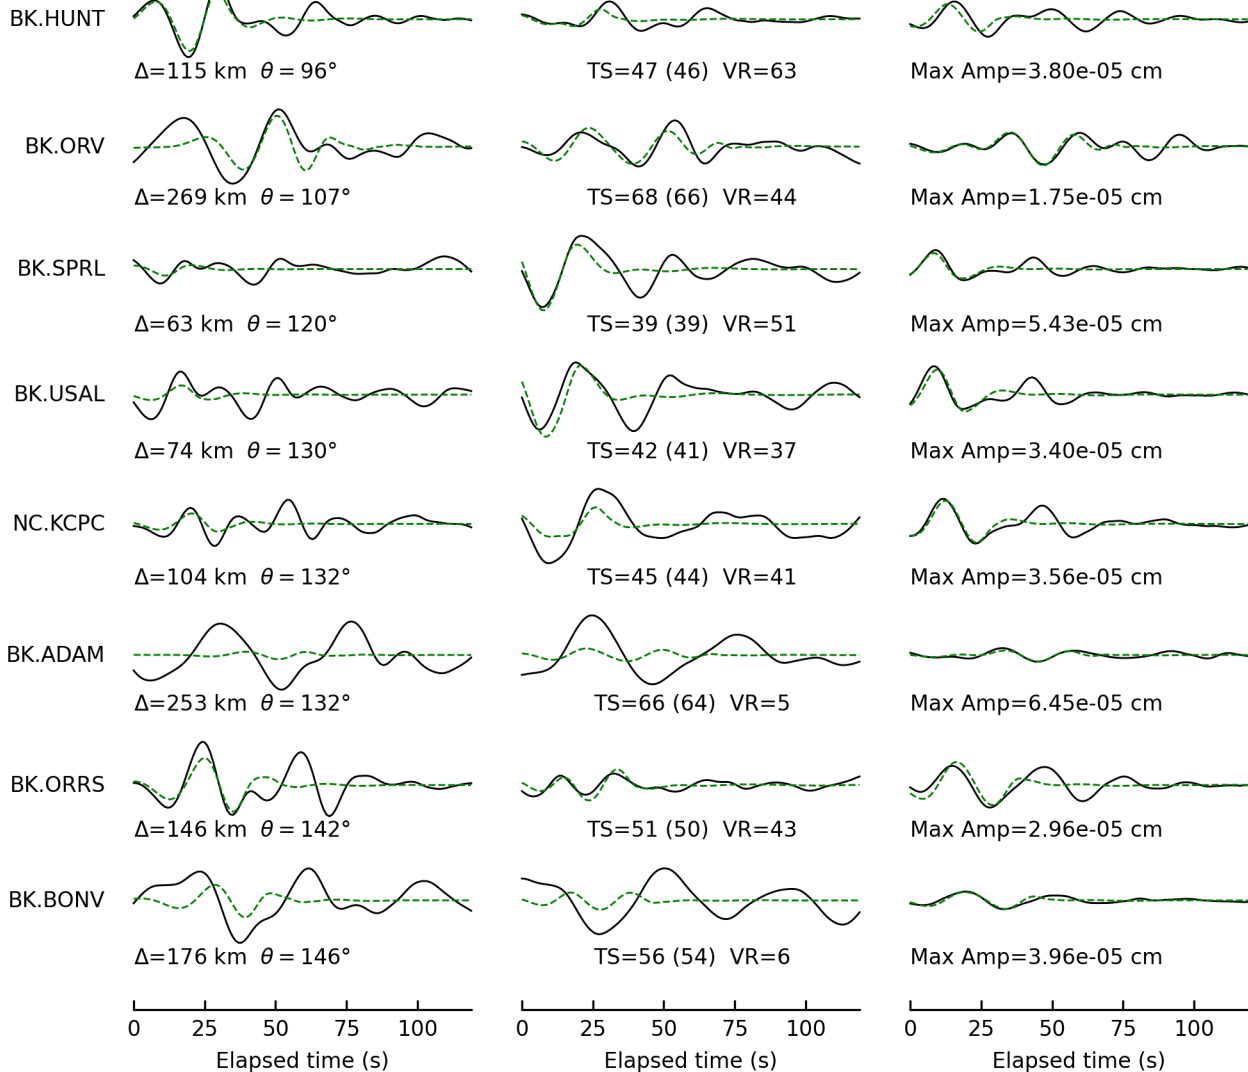 BK.HUNT
Δ=115 km θ = 96° TS=47 (46) VR=63 Max Amp=3.80e-05 cm
BK.ORV
Δ=269 km θ = 107° TS=68 (66) VR=44 Max Amp=1.75e-05 cm
BK.SPRL
Δ=63 km θ = 120° TS=39 (39) VR=51 Max Amp=5.43e-05 cm
BK.USAL
Δ=74 km θ = 130° TS=42 (41) VR=37 Max Amp=3.40e-05 cm
NC.KCPC
Δ=104 km θ = 132° TS=45 (44) VR=41 Max Amp=3.56e-05 cm
BK.ADAM
Δ=253 km θ = 132° TS=66 (64) VR=5 Max Amp=6.45e-05 cm
BK.ORRS
Δ=146 km θ = 142° TS=51 (50) VR=43 Max Amp=2.96e-05 cm
BK.BONV
Δ=176 km θ = 146° TS=56 (54) VR=6 Max Amp=3.96e-05 cm
0 25 50 75 100 0 25 50 75 100 0 25 50 75 100
Elapsed time (s) Elapsed time (s) Elapsed time (s)